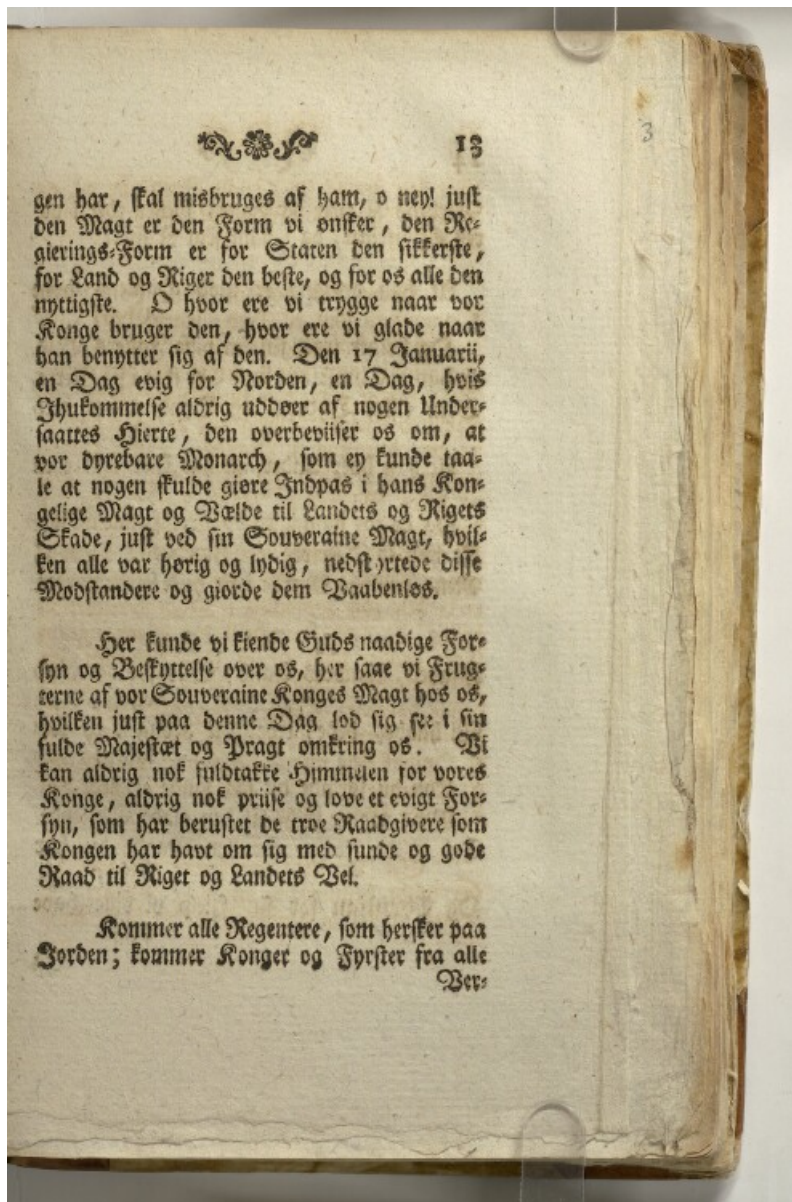 13
3
gen har, skal misbruges af ham, o ney! just
den Magt er den Form vi ønsker, den Re-
gierings-Form er for Staten den sikkerste,
for Land og Riger den beste, og for os alle den
nyttigste. O hvor ere vi trygge naar vor
Konge bruger den, hvor ere vi glade naar
han benytter sig af den. Den 17 Januarii,
en Dag evig for Norden, en Dag, hvis
Ihukommelse aldrig uddøer af nogen Under-
saattes Hierte, den overbeviiser os om, at
vor dyrebare Monarch, som ey kunde taa-
le at nogen skulde giøre Indpas i hans Kon-
gelige Magt og Vælde til Landets og Rigets
Skade, just ved sin Souveraine Magt, hvil-
ken alle var hørig og lydig, nedstyrtede disse
Modstandere og giorde dem Vaabenløs.
Her kunde vi kiende Guds naadige For-
syn og Beskyttelse over os, her saae vi Frug-
terne af vor Souveraine Konges Magt hos os,
hvilken just paa denne Dag lod sig see i sin
fulde Majestæt og Pragt omkring os. Vi
kan aldrig nok fuldtakke Himmelen for vores
Konge, aldrig nok priise og love et evigt For-
syn, som har berustet de troe Raadgivere som
Kongen har havt om sig med sunde og gode
Raad til Riget og Landets Vel.
Kommer alle Regentere, som hersker paa
Jorden; kommer Konger og Fyrster fra alle
Ver-